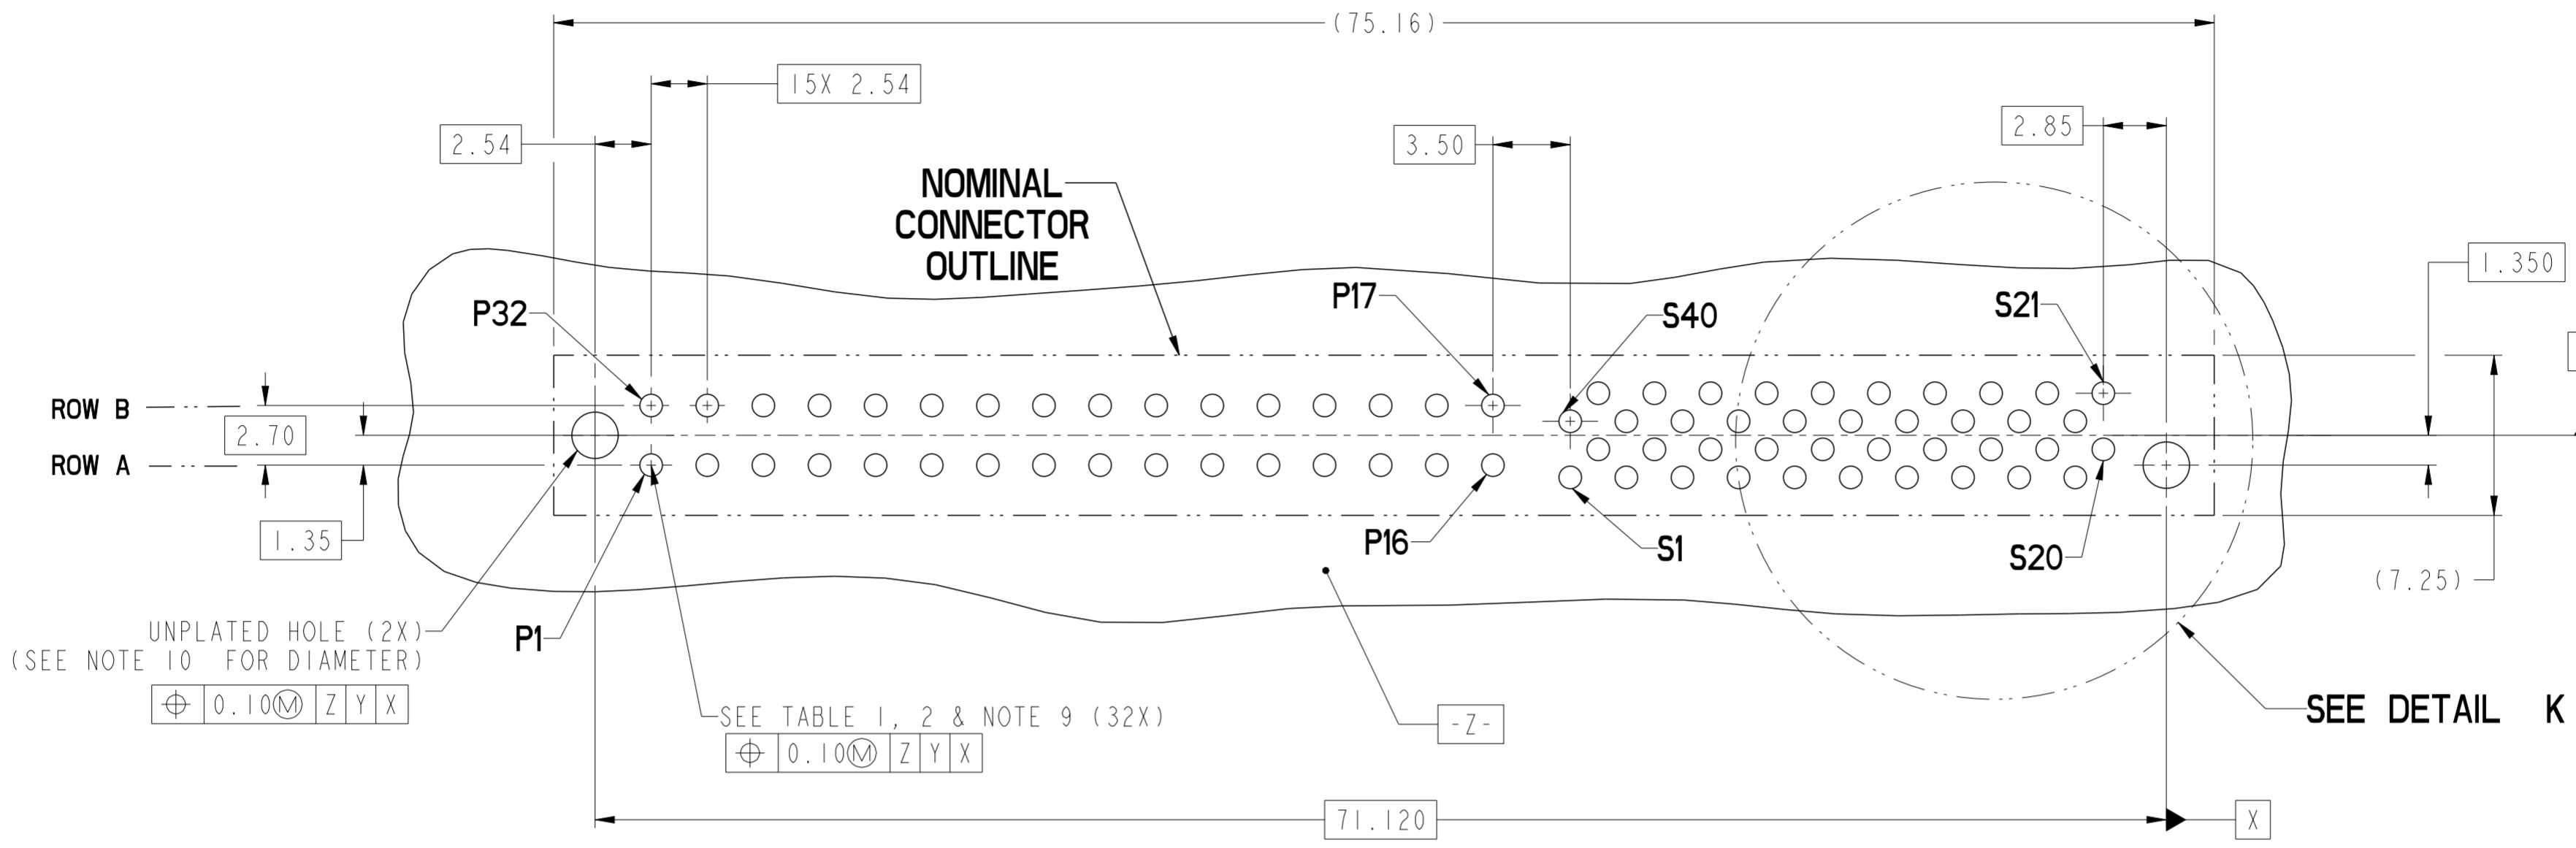 (75.16)
15X 2.54
2.54
3.50
2.85
NOMINAL
CONNECTOR
OUTLINE
1.350
P32
P17
S40
S21
ROW B
2.70
ROW A
1.35
P16
S1
S20
(7.25)
UNPLATED HOLE (2X)
(SEE NOTE 10 FOR DIAMETER)
⌖ 0.10Ⓜ Z Y X
P1
SEE TABLE 1, 2 & NOTE 9 (32X)
⌖ 0.10Ⓜ Z Y X
-Z-
SEE DETAIL K
71.120
X